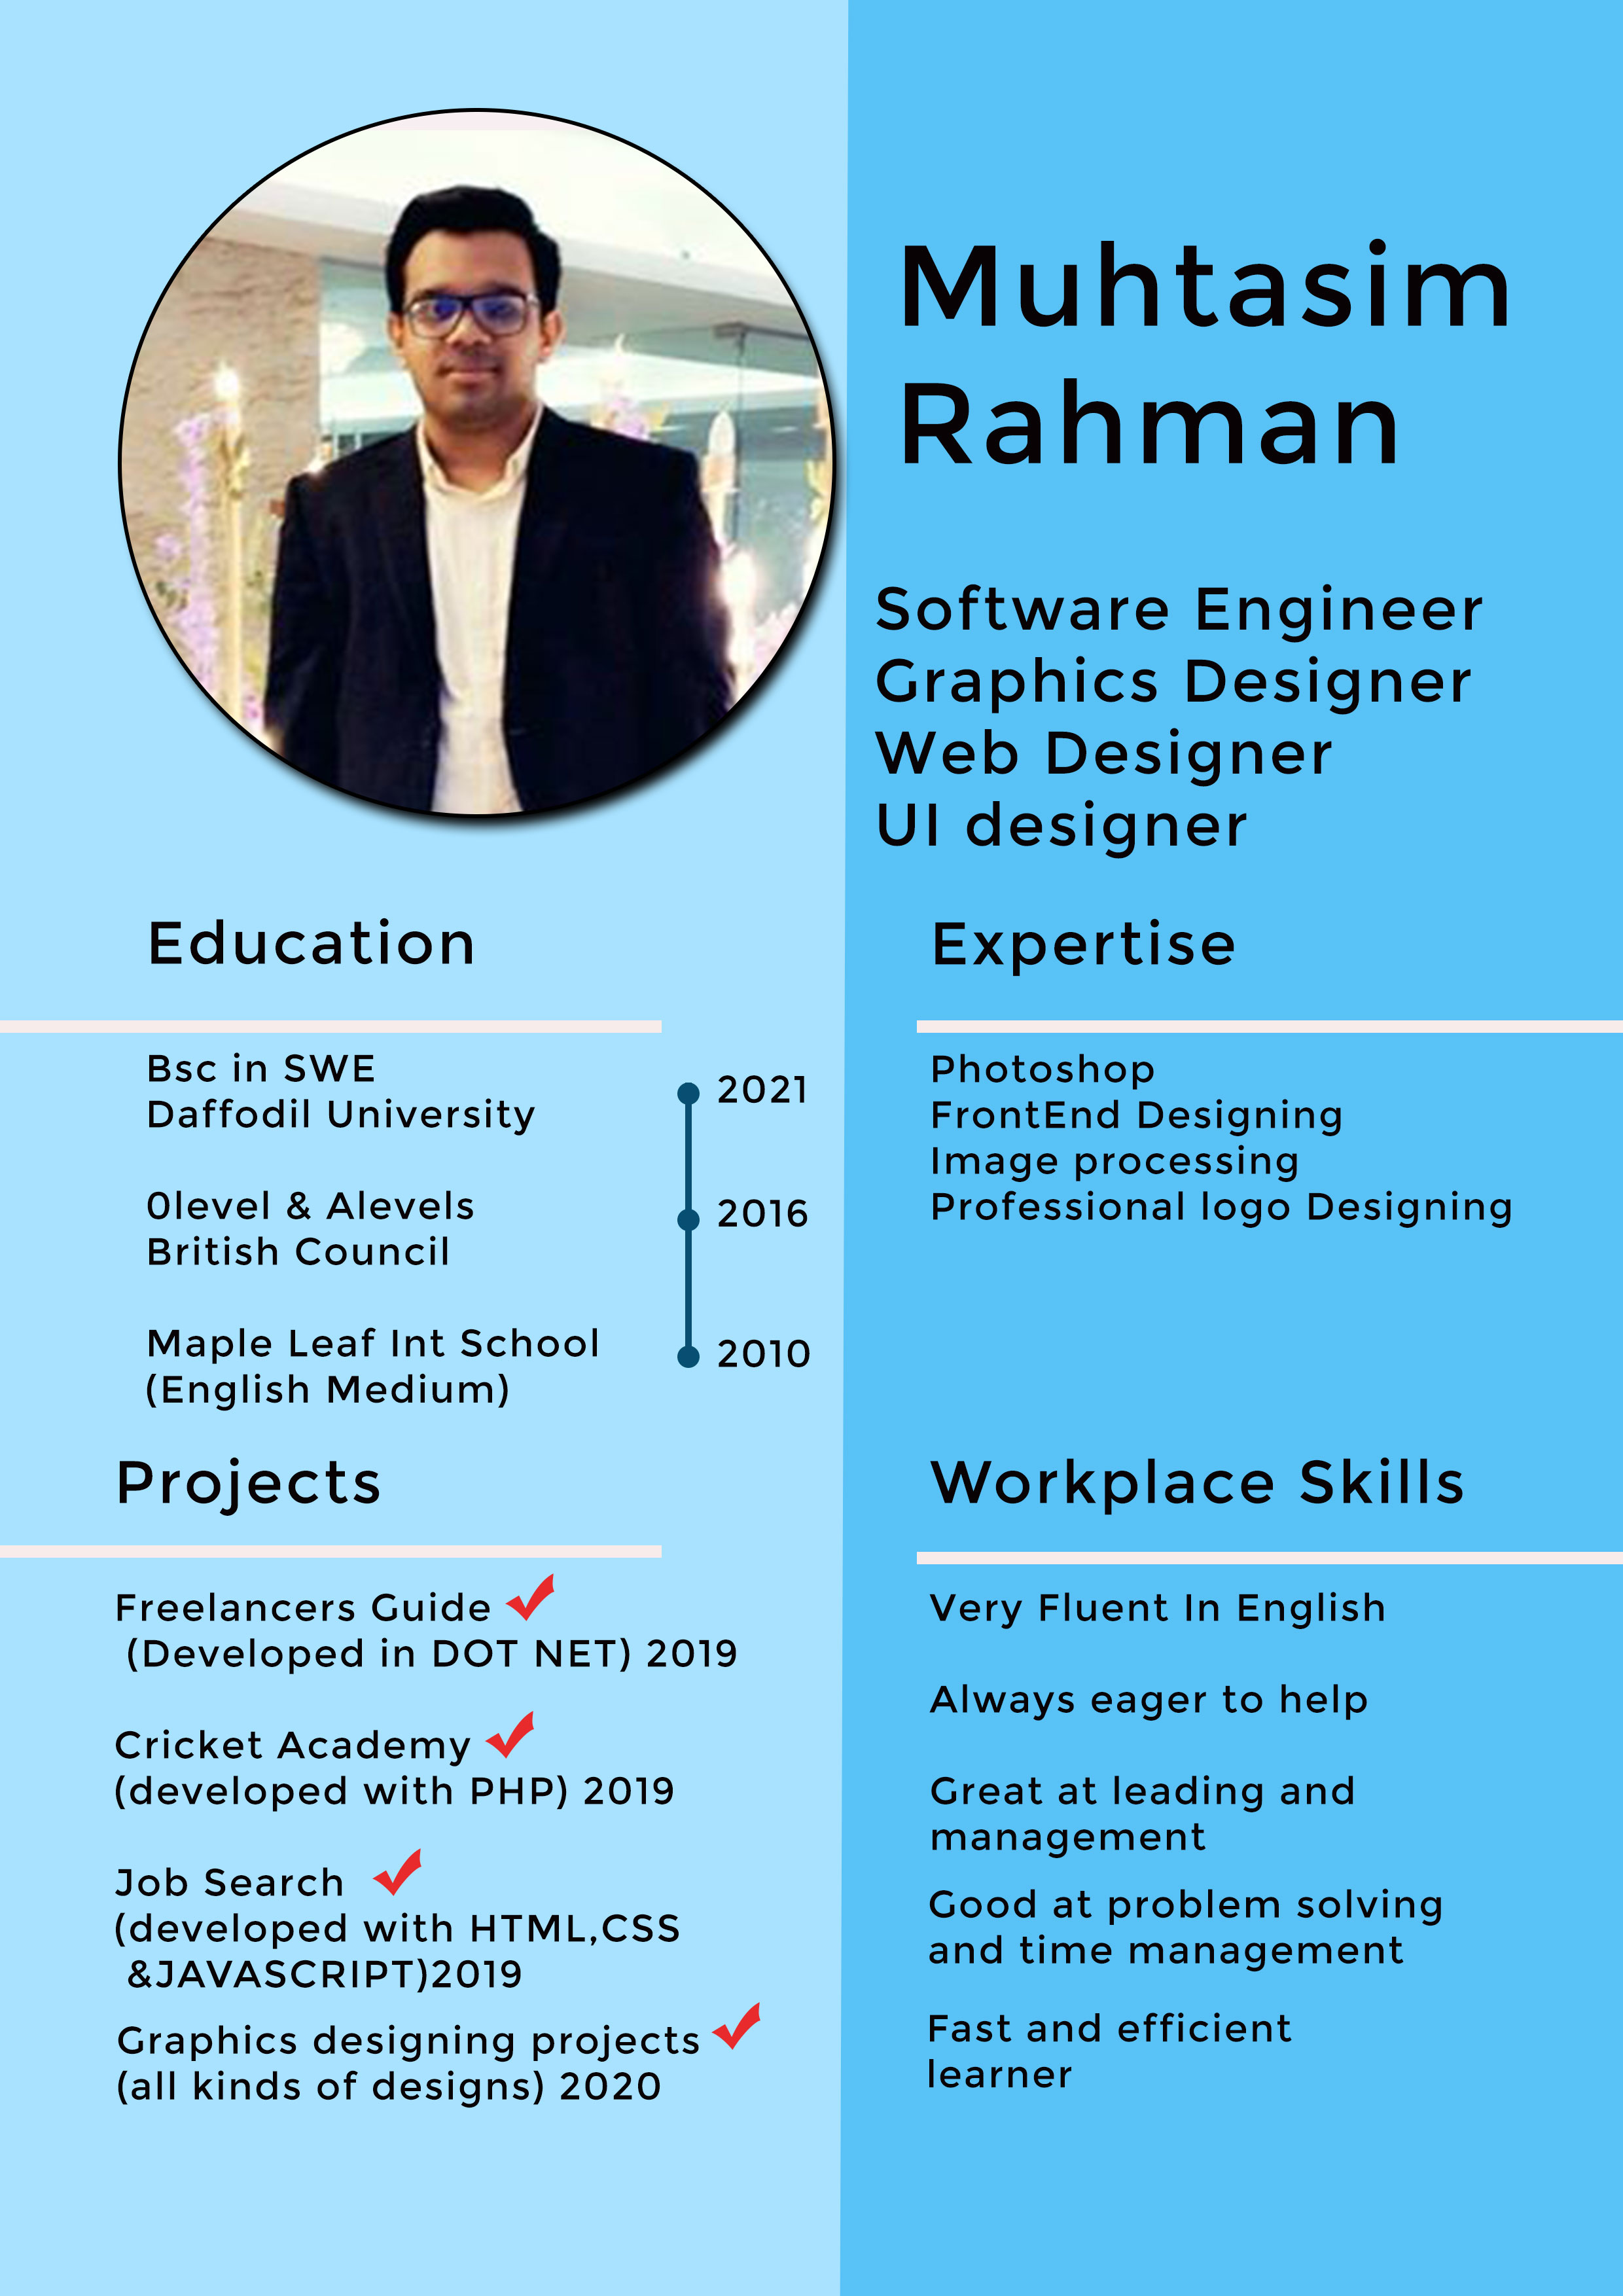 Muhtasim
Rahman
Software Engineer
Graphics Designer
Web Designer
UI designer
Education
Bsc in SWE
Daffodil University
2021
0level & Alevels
British Council
2016
Maple Leaf Int School
(English Medium)
2010
Expertise
Photoshop
FrontEnd Designing
Image processing
Professional logo Designing
Projects
Freelancers Guide
(Developed in DOT NET) 2019
Cricket Academy
(developed with PHP) 2019
Job Search
(developed with HTML,CSS
&JAVASCRIPT)2019
Graphics designing projects
(all kinds of designs) 2020
Workplace Skills
Very Fluent In English
Always eager to help
Great at leading and
management
Good at problem solving
and time management
Fast and efficient
learner